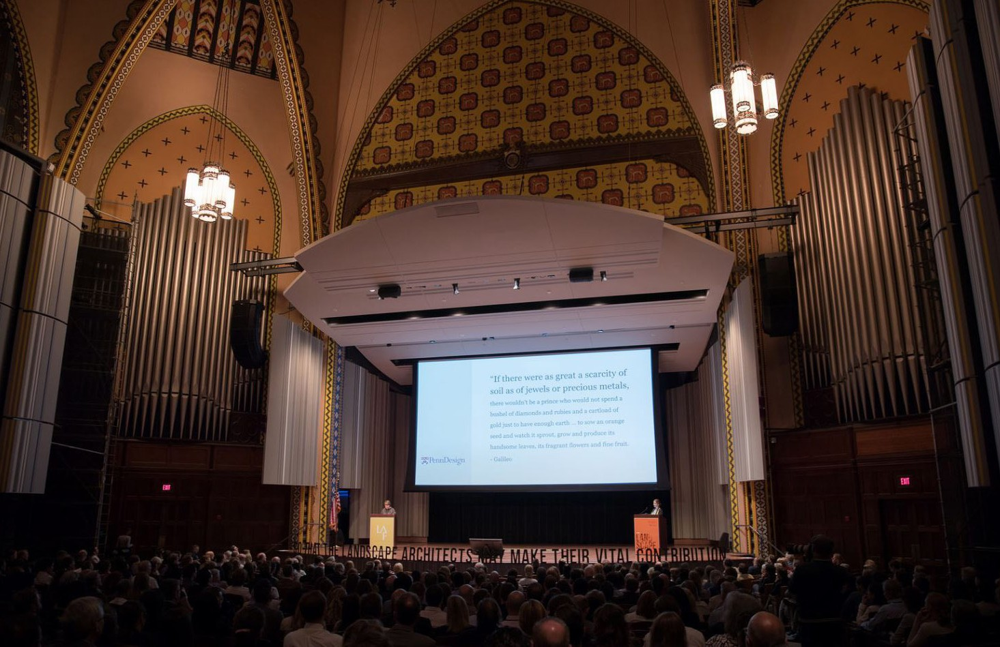 “If there were as great a scarcity of
soil as of jewels or precious metals,
there wouldn't be a prince who would not spend a
bushel of diamonds and rubies and a cartload of
gold just to have enough earth ... to sow an orange
seed and watch it sprout, grow and produce its
handsome leaves, its fragrant flowers and fine fruit.
- Galileo
PennDesign
EXIT
EXIT
LAF
LAN
THE LANDSCAPE ARCHITECTS MAY MAKE THEIR VITAL CONTRIBUTION